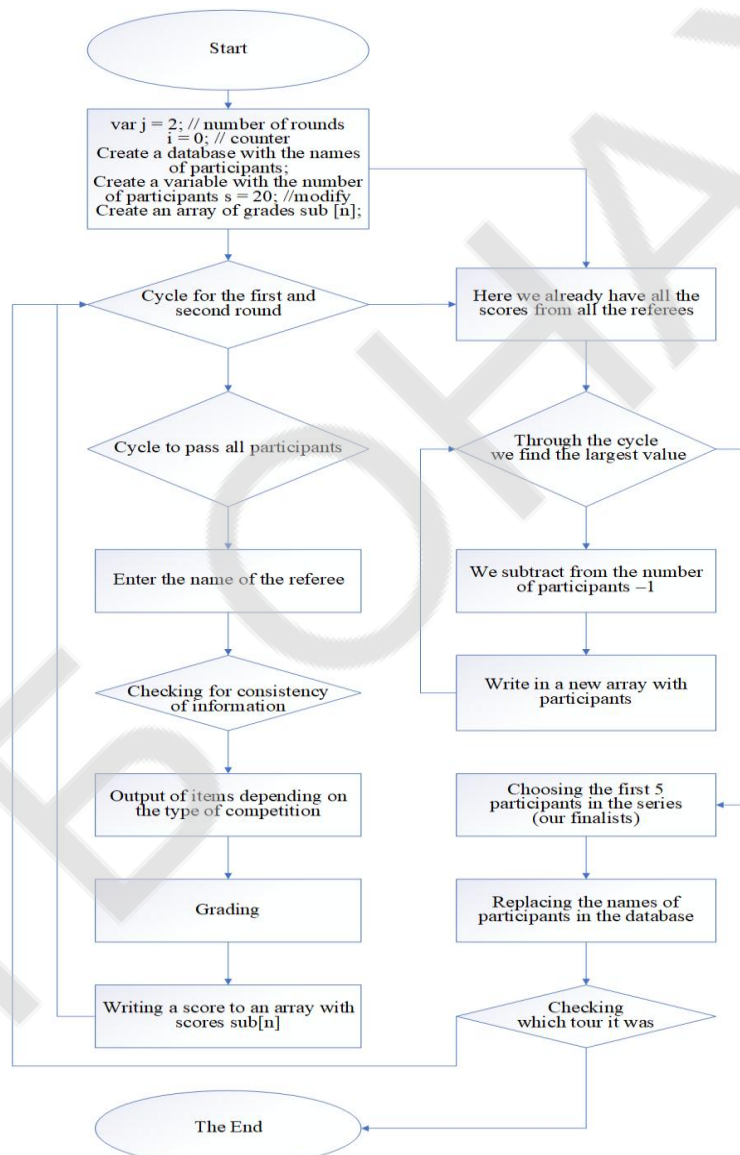 Start
var j = 2; // number of rounds
i = 0; // counter
Create a database with the names
of participants;
Create a variable with the number
of participants s = 20; //modify
Create an array of grades sub [n];
Cycle for the first and
second round
Cycle to pass all participants
Enter the name of the referee
Checking for consistency
of information
Output of items depending on
the type of competition
Grading
Writing a score to an array with
scores sub[n]
The End
Here we already have all the
scores from all the referees
Through the cycle
we find the largest value
We subtract from the number
of participants –1
Write in a new array with
participants
Choosing the first 5
participants in the series
(our finalists)
Replacing the names of
participants in the database
Checking
which tour it was